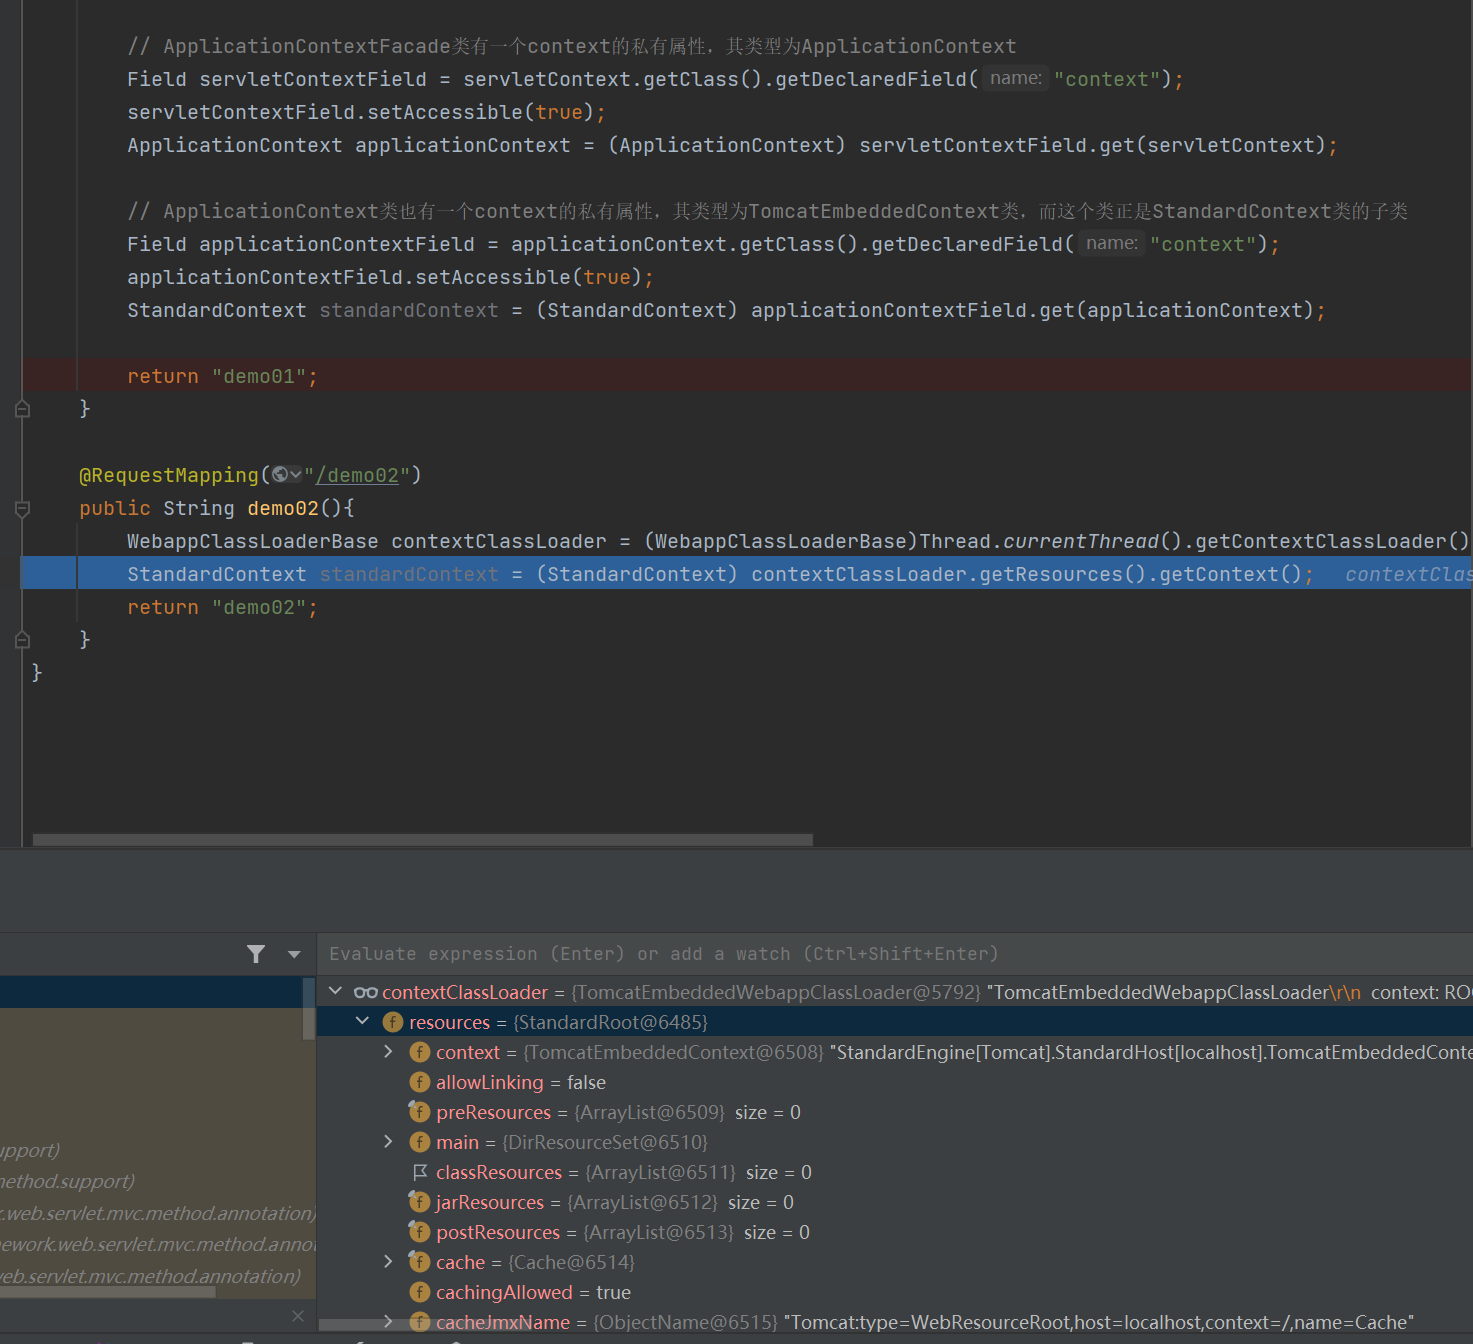 // ApplicationContextFacade类有一个context的私有属性，其类型为ApplicationContext
Field servletContextField = servletContext.getClass().getDeclaredField( name: "context");
servletContextField.setAccessible(true);
ApplicationContext applicationContext = (ApplicationContext) servletContextField.get(servletContext);
// ApplicationContext类也有一个context的私有属性，其类型为TomcatEmbeddedContext类，而这个类正是StandardContext类的子类
Field applicationContextField = applicationContext.getClass().getDeclaredField( name: "context");
applicationContextField.setAccessible(true);
StandardContext standardContext = (StandardContext) applicationContextField.get(applicationContext);
return "demo01";
}
@RequestMapping("/demo02")
public String demo02(){
WebappClassLoaderBase contextClassLoader = (WebappClassLoaderBase)Thread.currentThread().getContextClassLoader()
StandardContext standardContext = (StandardContext) contextClassLoader.getResources().getContext(); contextClas
return "demo02";
}
}
Evaluate expression (Enter) or add a watch (Ctrl+Shift+Enter)
contextClassLoader = {TomcatEmbeddedWebappClassLoader@5792} "TomcatEmbeddedWebappClassLoader\r\n context: RO
resources = {StandardRoot@6485}
context = {TomcatEmbeddedContext@6508} "StandardEngine[Tomcat].StandardHost[localhost].TomcatEmbeddedConte
allowLinking = false
preResources = {ArrayList@6509} size = 0
main = {DirResourceSet@6510}
classResources = {ArrayList@6511} size = 0
jarResources = {ArrayList@6512} size = 0
postResources = {ArrayList@6513} size = 0
cache = {Cache@6514}
cachingAllowed = true
cacheJmxName = {ObjectName@6515} "Tomcat:type=WebResourceRoot,host=localhost,context=/,name=Cache"
upport)
nethod.support)
.web.servlet.mvc.method.annotation)
ework.web.servlet.mvc.method.annot
eb.servlet.mvc.method.annotation)